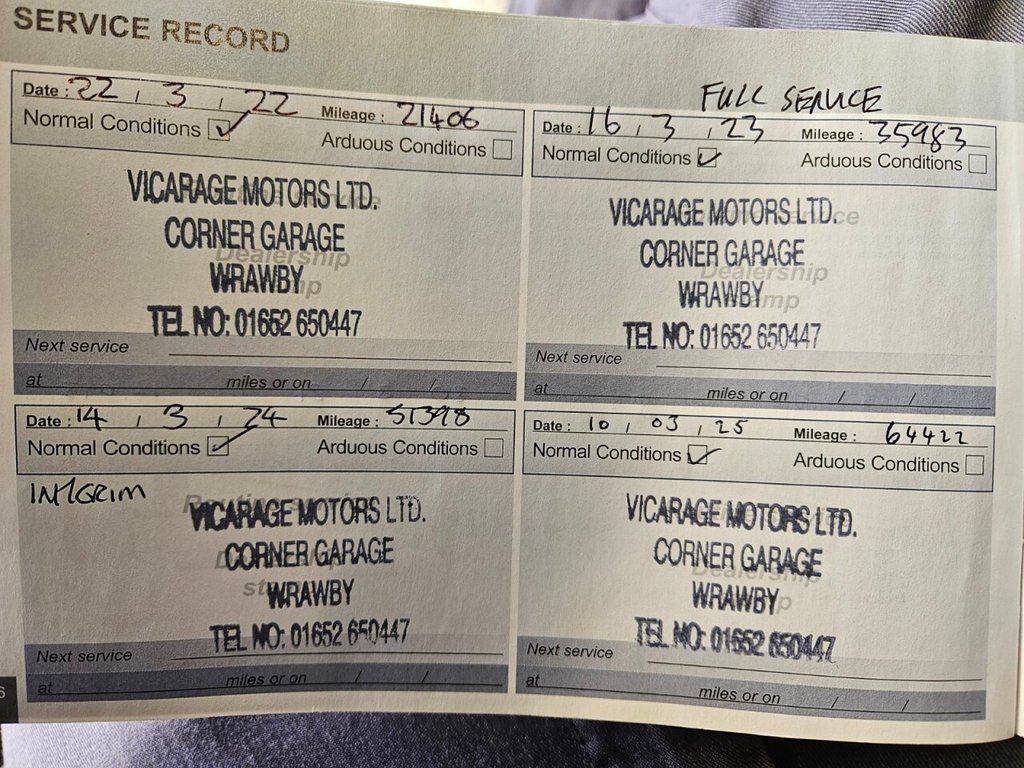 SERVICE RECORD
Date : 22 / 3 / 22 Mileage : 21406
Normal Conditions ✓ Arduous Conditions
VICARAGE MOTORS LTD.
CORNER GARAGE
Dealership
WRAWBY
TEL NO: 01652 650447
Next service
at miles or on / /
FULL SERVICE
Date : 16 / 3 / 23 Mileage : 35983
Normal Conditions ✓ Arduous Conditions
VICARAGE MOTORS LTD.
CORNER GARAGE
Dealership
WRAWBY
TEL NO: 01652 650447
Next service
at miles or on / /
Date : 14 / 3 / 24 Mileage : 51398
Normal Conditions ✓ Arduous Conditions
INTERIM
VICARAGE MOTORS LTD.
CORNER GARAGE
WRAWBY
TEL NO: 01652 650447
Next service
at miles or on / /
Date : 10 / 03 / 25 Mileage : 64422
Normal Conditions ✓ Arduous Conditions
VICARAGE MOTORS LTD.
CORNER GARAGE
Dealership
WRAWBY
TEL NO: 01652 650447
Next service
at miles or on / /
6